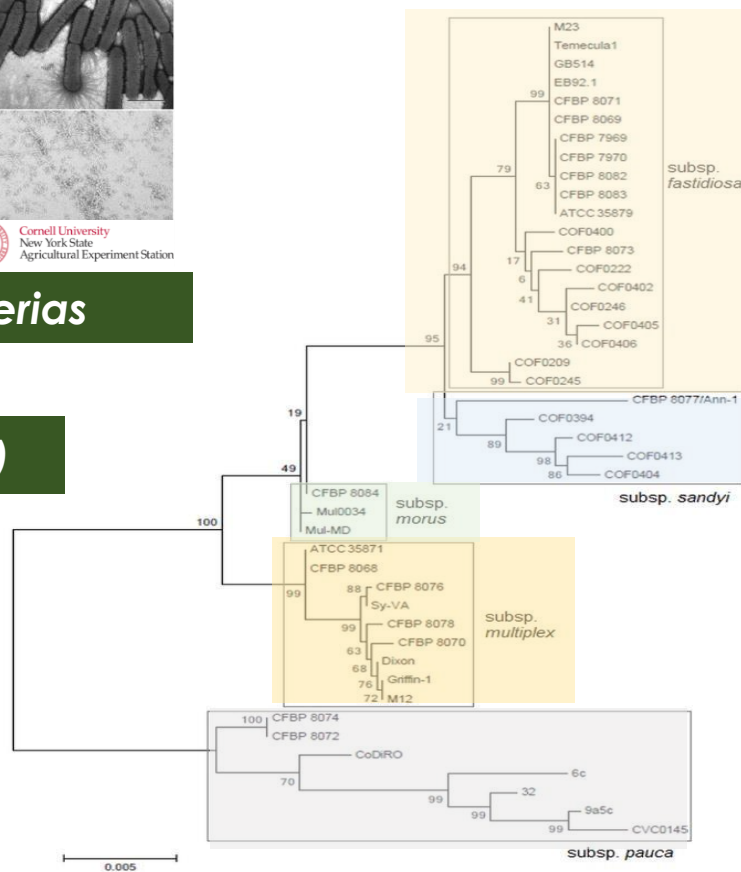 Cornell University
New York State
Agricultural Experiment Station
erias
)
M23
Temecula1
GB514
EB92.1
99
CFBP 8071
CFBP 8069
CFBP 7969
79
CFBP 7970
subsp.
fastidiosa
63
CFBP 8082
CFBP 8083
ATCC 35879
COF0400
17
CFBP 8073
94
6
COF0222
41
COF0402
COF0246
31
COF0405
36
COF0406
95
COF0209
99
COF0245
CFBP 8077/Ann-1
21
COF0394
89
COF0412
98
COF0413
86
COF0404
subsp. sandyi
19
49
CFBP 8084
Mul0034
Mul-MD
subsp.
morus
100
ATCC 35871
CFBP 8068
99
88
CFBP 8076
Sy-VA
99
CFBP 8078
63
CFBP 8070
68
Dixon
76
Griffin-1
72
M12
subsp.
multiplex
100
CFBP 8074
CFBP 8072
CoDiRO
70
6c
99
32
99
9a5c
99
CVC0145
subsp. pauca
0.005